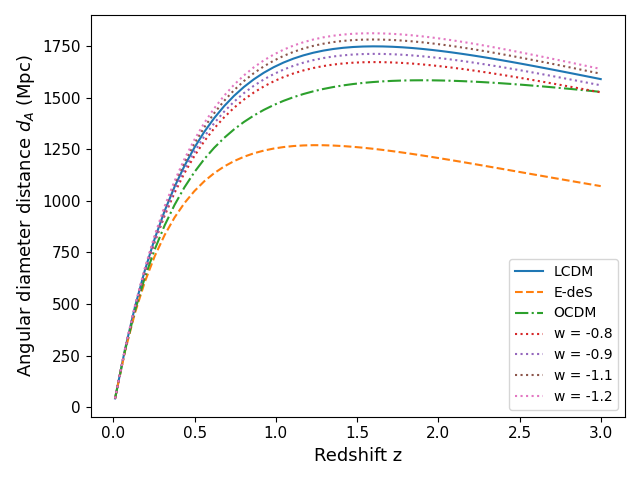 Angular diameter distance d_A (Mpc)
1750
1500
1250
1000
750
500
250
0
0.0 0.5 1.0 1.5 2.0 2.5 3.0
Redshift z
LCDM
E-deS
OCDM
w = -0.8
w = -0.9
w = -1.1
w = -1.2